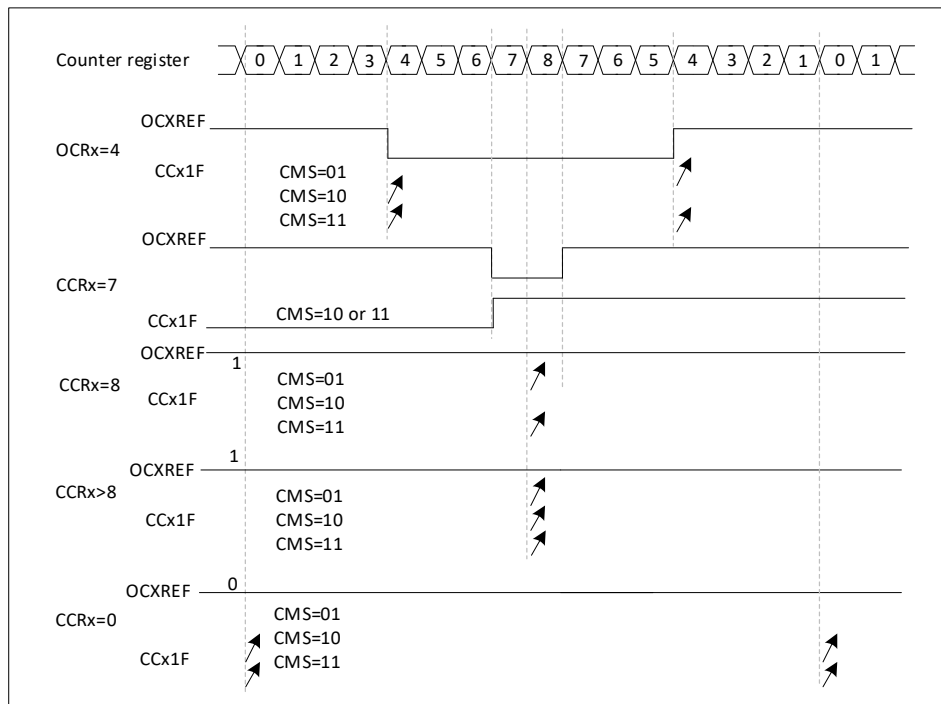 Counter register 0 1 2 3 4 5 6 7 8 7 6 5 4 3 2 1 0 1
OCXREF
OCRx=4
CCx1F
CMS=01
CMS=10
CMS=11
OCXREF
CCRx=7
CCx1F
CMS=10 or 11
OCXREF
1
CCRx=8
CCx1F
CMS=01
CMS=10
CMS=11
OCXREF
1
CCRx>8
CCx1F
CMS=01
CMS=10
CMS=11
OCXREF
0
CCRx=0
CCx1F
CMS=01
CMS=10
CMS=11